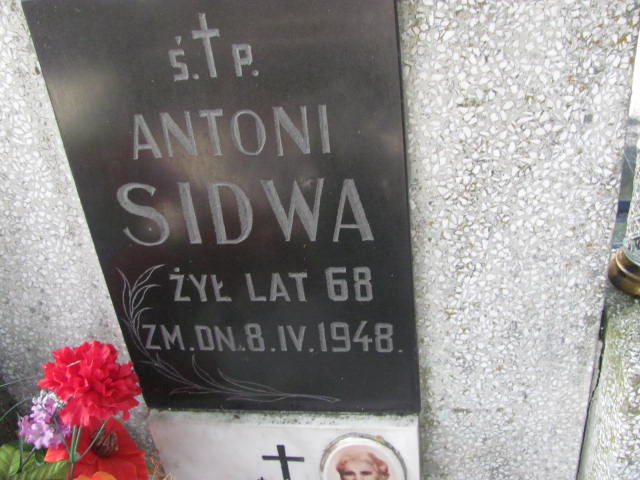 Ś. P.
ANTONI
SIDWA
ŻYŁ LAT 68
ZM. DN. 8. IV. 1948.